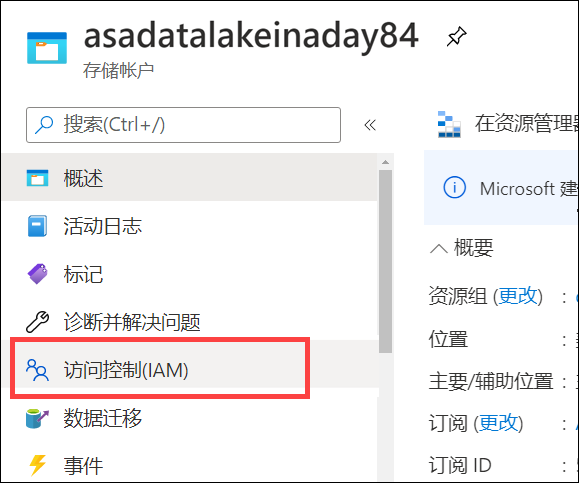 asadatalakeinaday84
存储帐户
搜索(Ctrl+/)
«
概述
活动日志
标记
诊断并解决问题
访问控制(IAM)
数据迁移
事件
在资源管理器
Microsoft 建
概要
资源组 (更改) :
位置 :
主要/辅助位置 :
订阅 (更改) :
订阅 ID :